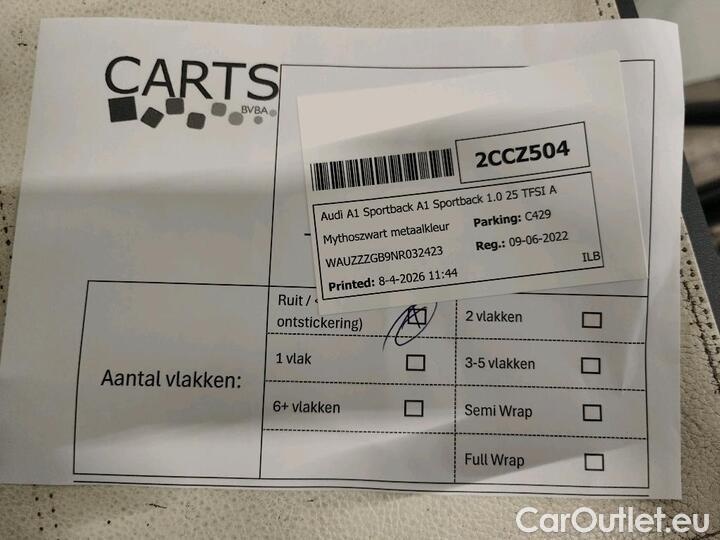 CARTS
BVBA
2CCZ504
Audi A1 Sportback A1 Sportback 1.0 25 TFSI A
Mythoszwart metaalkleur Parking: C429
WAUZZZGB9NR032423 Reg.: 09-06-2022
Printed: 8-4-2026 11:44 ILB
Ruit / <
ontstickering)
2 vlakken
Aantal vlakken:
1 vlak
3-5 vlakken
6+ vlakken
Semi Wrap
Full Wrap
CarOutlet.eu